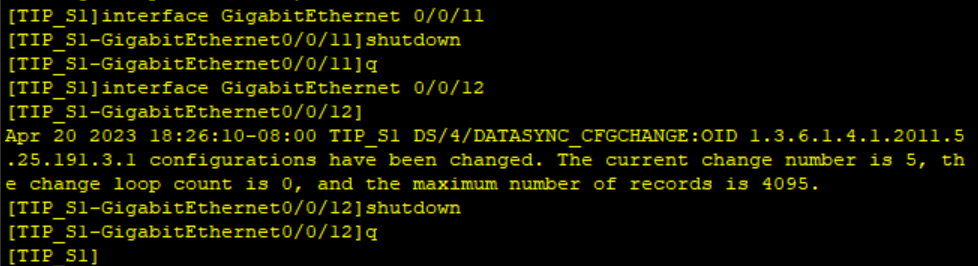 [TIP_S1]interface GigabitEthernet 0/0/11
[TIP_S1-GigabitEthernet0/0/11]shutdown
[TIP_S1-GigabitEthernet0/0/11]q
[TIP_S1]interface GigabitEthernet 0/0/12
[TIP_S1-GigabitEthernet0/0/12]
Apr 20 2023 18:26:10-08:00 TIP_S1 DS/4/DATASYNC_CFGCHANGE:OID 1.3.6.1.4.1.2011.5
.25.191.3.1 configurations have been changed. The current change number is 5, th
e change loop count is 0, and the maximum number of records is 4095.
[TIP_S1-GigabitEthernet0/0/12]shutdown
[TIP_S1-GigabitEthernet0/0/12]q
[TIP_S1]